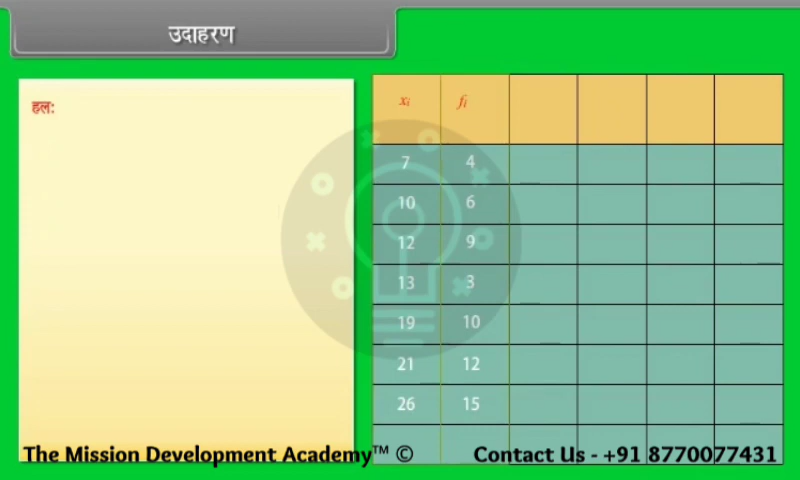 उदाहरण
हल:
xᵢ fᵢ
7 4
10 6
12 9
13 3
19 10
21 12
26 15
The Mission Development Academy™ © Contact Us - +91 8770077431